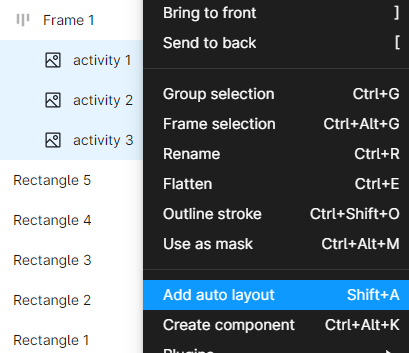 Frame 1
activity 1
activity 2
activity 3
Rectangle 5
Rectangle 4
Rectangle 3
Rectangle 2
Rectangle 1
Bring to front ]
Send to back [
Group selection Ctrl+G
Frame selection Ctrl+Alt+G
Rename Ctrl+R
Flatten Ctrl+E
Outline stroke Ctrl+Shift+O
Use as mask Ctrl+Alt+M
Add auto layout Shift+A
Create component Ctrl+Alt+K
Plugins